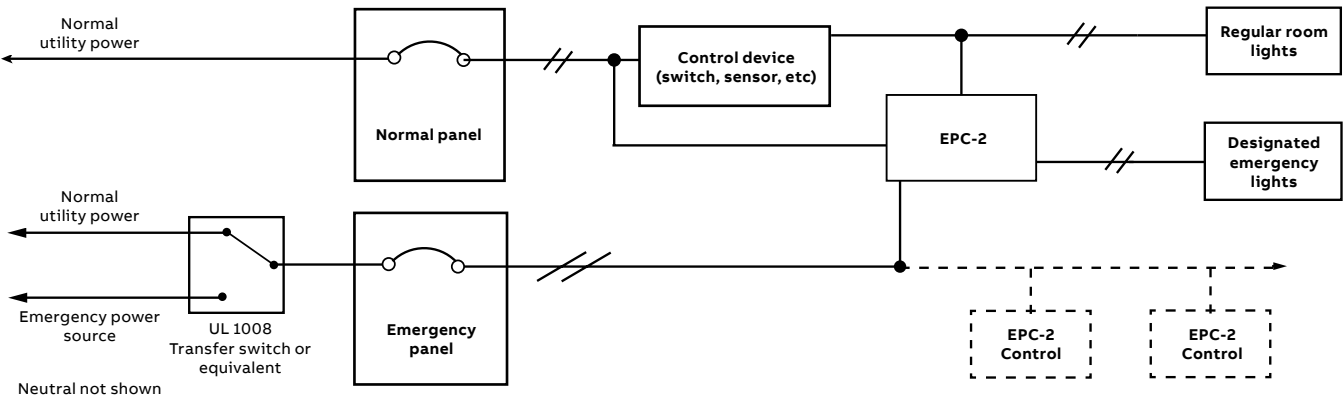 Normal
utility power
Normal panel
Control device
(switch, sensor, etc)
Regular room
lights
EPC-2
Designated
emergency
lights
Normal
utility power
Emergency power
source
UL 1008
Transfer switch or
equivalent
Emergency
panel
EPC-2
Control
EPC-2
Control
Neutral not shown